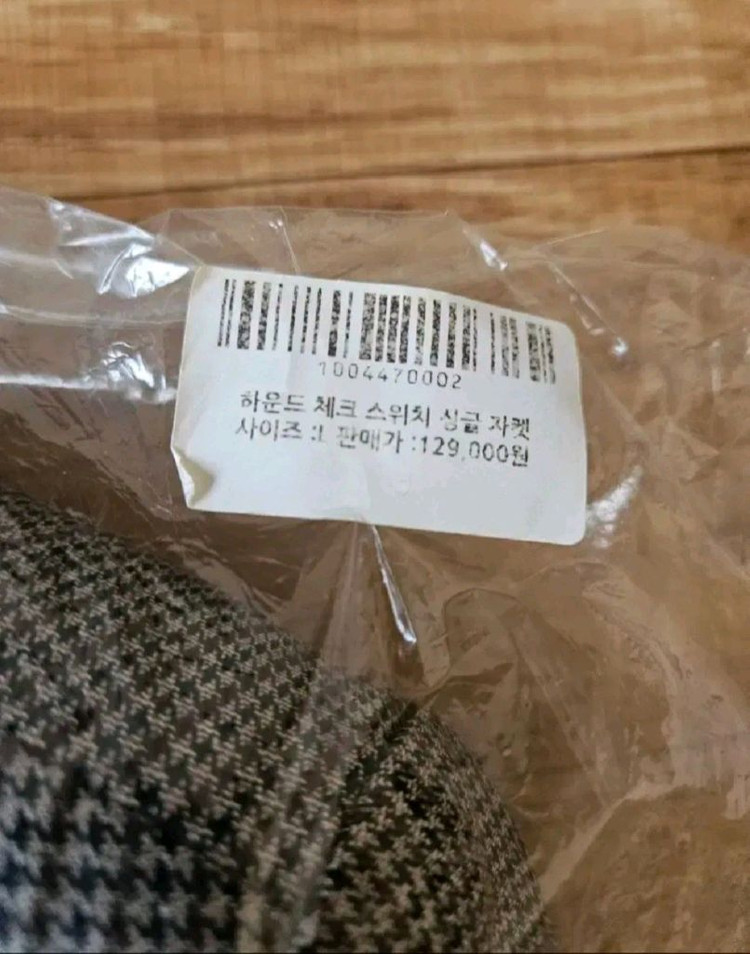 1004470002
하운드 체크 스위치 싱글 자켓
사이즈 :L 판매가 :129,000원